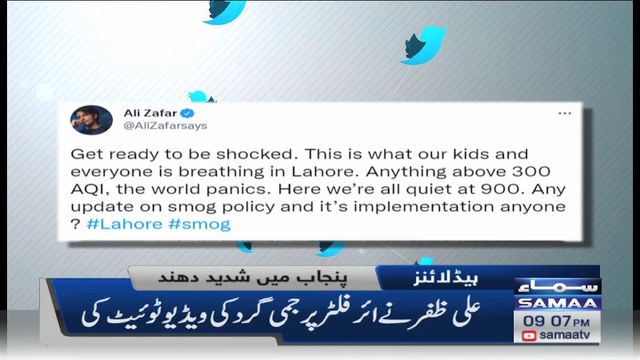 Ali Zafar
@AliZafarsays
Get ready to be shocked. This is what our kids and
everyone is breathing in Lahore. Anything above 300
AQI, the world panics. Here we're all quiet at 900. Any
update on smog policy and it's implementation anyone
? #Lahore #smog
ہیڈلائنز
پنجاب میں شدید دھند
علی ظفر نے ائر فلٹر پر جمی گرد کی ویڈیو ٹوئیٹ کی
سماء
SAMAA
09 07 PM
samaatv